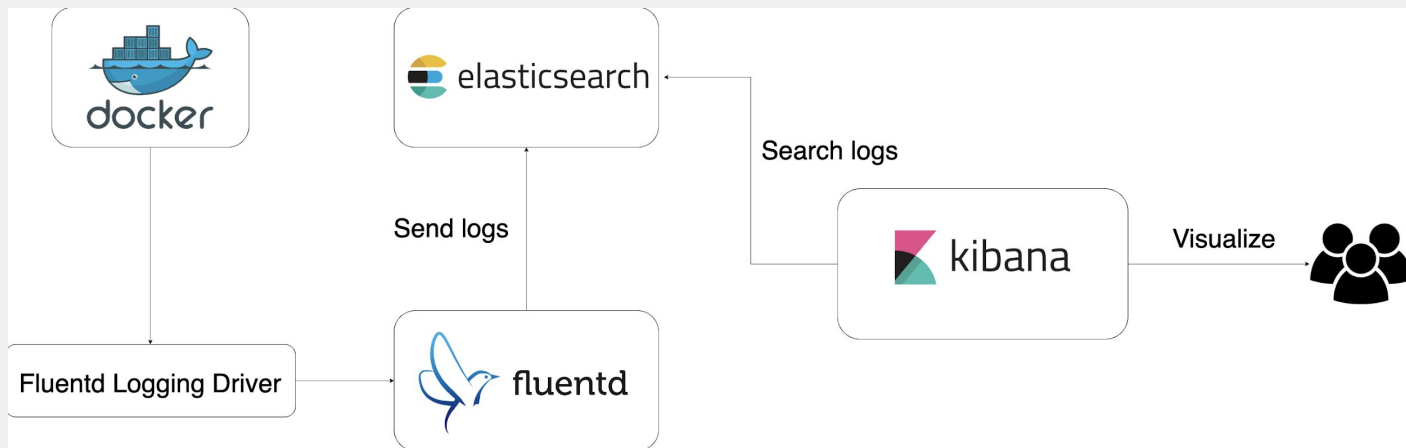 docker
elasticsearch
Search logs
Send logs
kibana
Visualize
Fluentd Logging Driver
fluentd